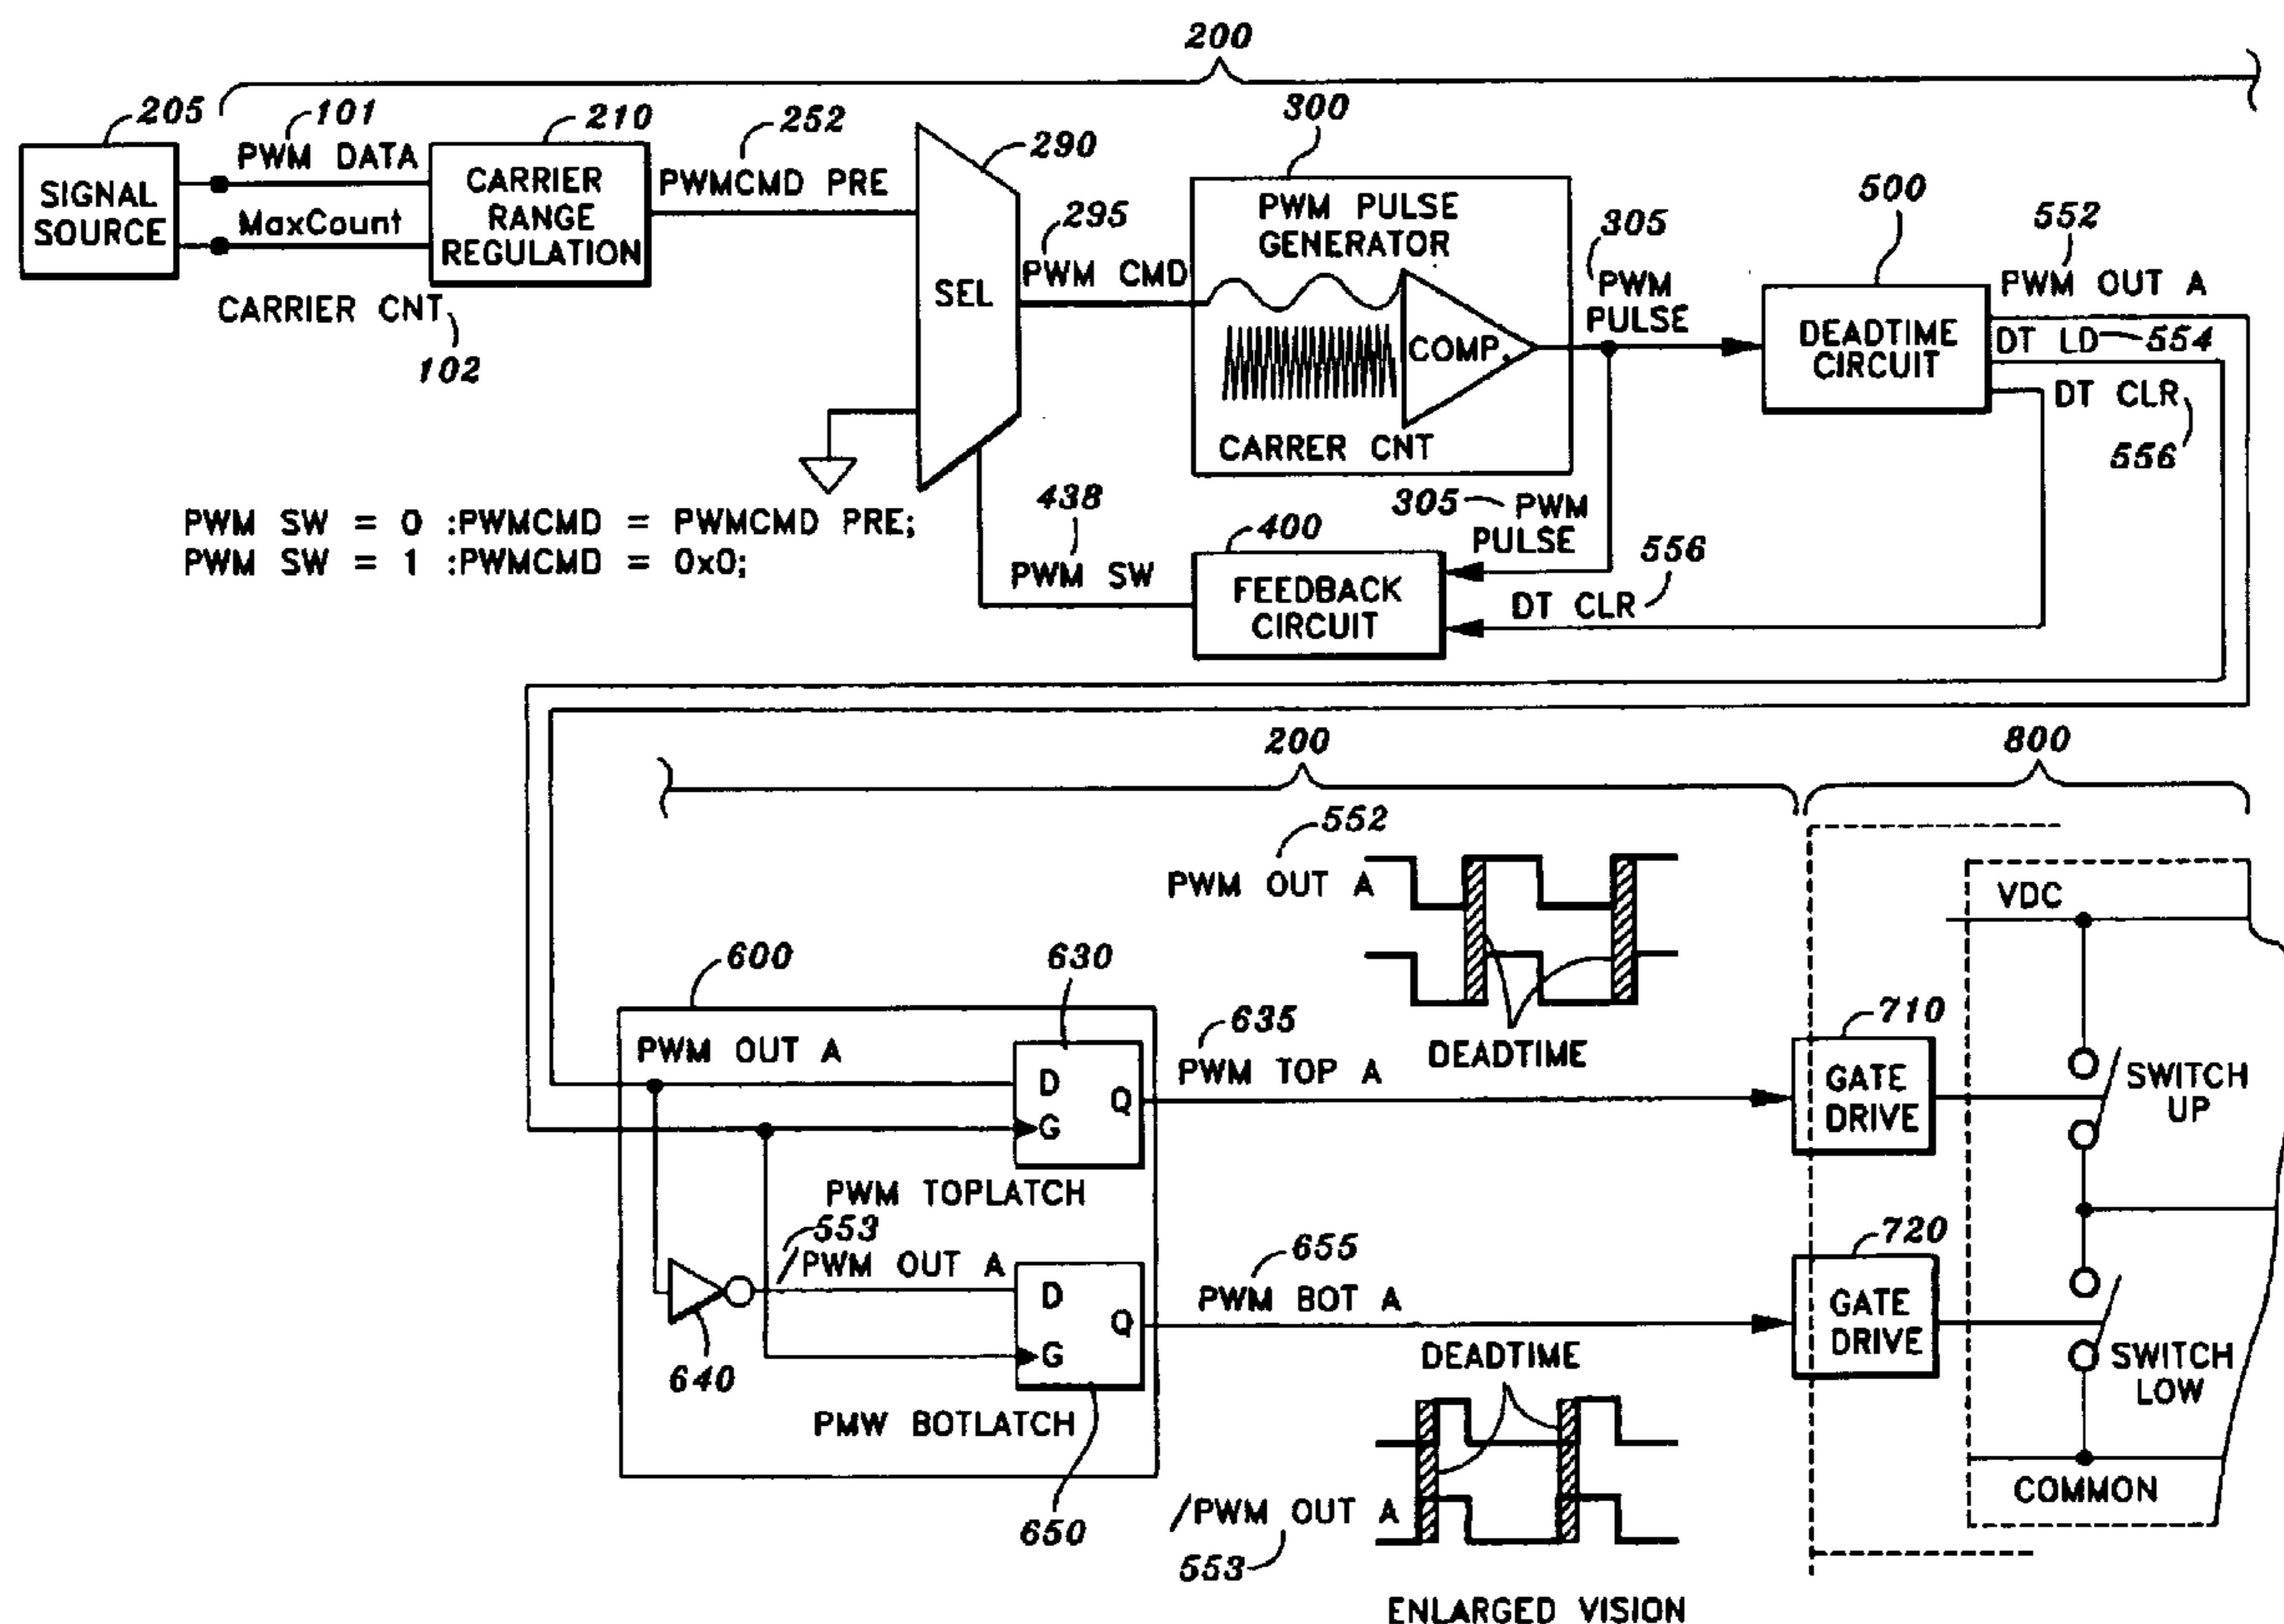 200
205
101
210
252
290
300
SIGNAL
SOURCE
PWM DATA
MaxCount
CARRIER CNT
102
CARRIER
RANGE
REGULATION
PWMCMD PRE
SEL
295
PWM CMD
PWM PULSE
GENERATOR
COMP.
CARRER CNT
305
PWM
PULSE
500
DEADTIME
CIRCUIT
552
PWM OUT A
DT LD 554
DT CLR
556
PWM SW = 0 :PWMCMD = PWMCMD PRE;
PWM SW = 1 :PWMCMD = 0x0;
438
PWM SW
400
FEEDBACK
CIRCUIT
305 PWM
PULSE
556
DT CLR
200
800
552
PWM OUT A
DEADTIME
600
630
PWM OUT A
D
G
Q
PWM TOPLATCH
635
PWM TOP A
553
/PWM OUT A
640
D
G
Q
PMW BOTLATCH
650
655
PWM BOT A
DEADTIME
/PWM OUT A
553
ENLARGED VISION
710
GATE
DRIVE
720
GATE
DRIVE
VDC
SWITCH
UP
SWITCH
LOW
COMMON